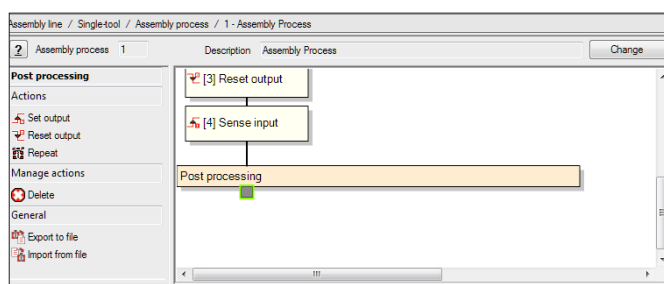 Assembly line / Single-tool / Assembly process / 1 - Assembly Process
? Assembly process 1 Description Assembly Process Change
Post processing
Actions
Set output
Reset output
Repeat
Manage actions
Delete
General
Export to file
Import from file
[3] Reset output
[4] Sense input
Post processing